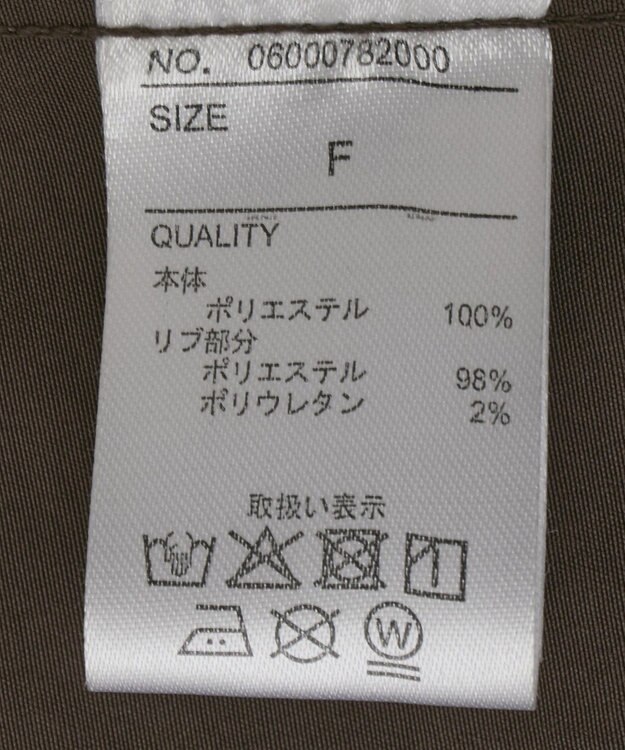 NO. 06000782000
SIZE
F
QUALITY
本体
ポリエステル 100%
リブ部分
ポリエステル 98%
ポリウレタン 2%
取扱い表示
W